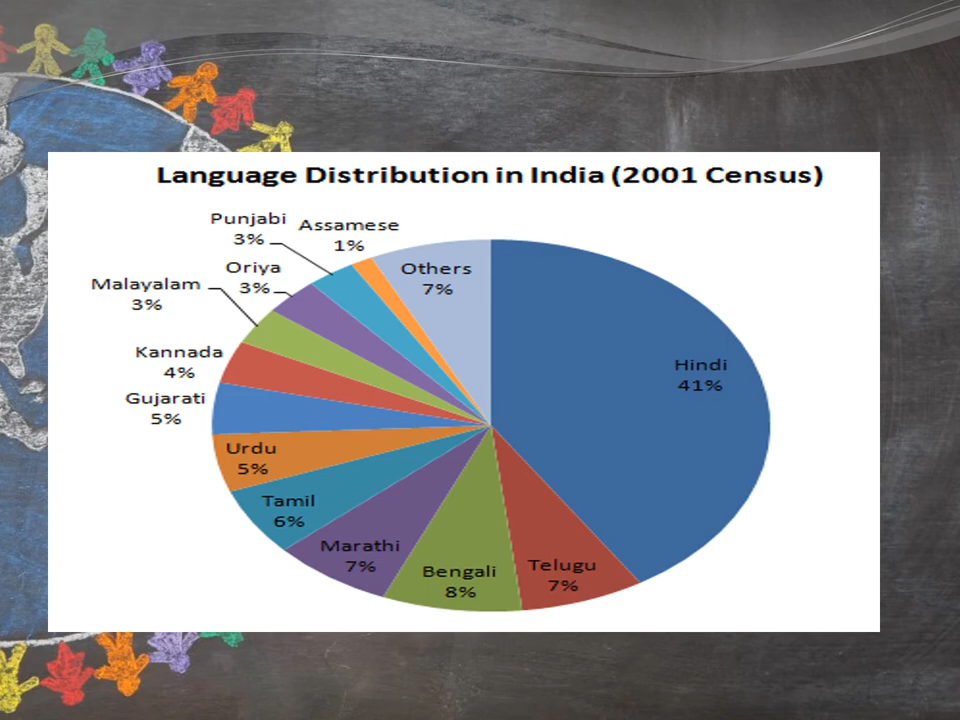 Language Distribution in India (2001 Census)
Punjabi
3%
Assamese
1%
Others
7%
Oriya
3%
Malayalam
3%
Kannada
4%
Gujarati
5%
Urdu
5%
Tamil
6%
Marathi
7%
Bengali
8%
Telugu
7%
Hindi
41%